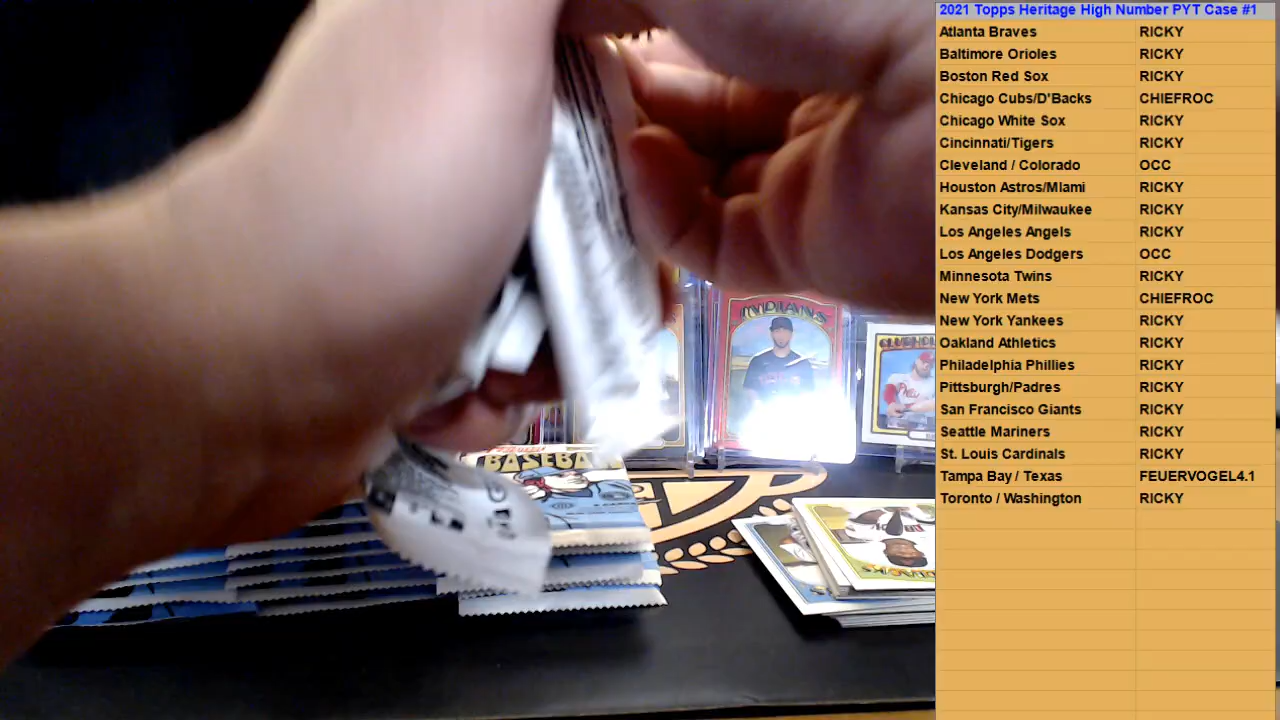 2021 Topps Heritage High Number PYT Case #1
Atlanta Braves RICKY
Baltimore Orioles RICKY
Boston Red Sox RICKY
Chicago Cubs/D'Backs CHIEFROC
Chicago White Sox RICKY
Cincinnati/Tigers RICKY
Cleveland / Colorado OCC
Houston Astros/Miami RICKY
Kansas City/Milwaukee RICKY
Los Angeles Angels RICKY
Los Angeles Dodgers OCC
Minnesota Twins RICKY
New York Mets CHIEFROC
New York Yankees RICKY
Oakland Athletics RICKY
Philadelphia Phillies RICKY
Pittsburgh/Padres RICKY
San Francisco Giants RICKY
Seattle Mariners RICKY
St. Louis Cardinals RICKY
Tampa Bay / Texas FEUERVOGEL4.1
Toronto / Washington RICKY
INDIANS